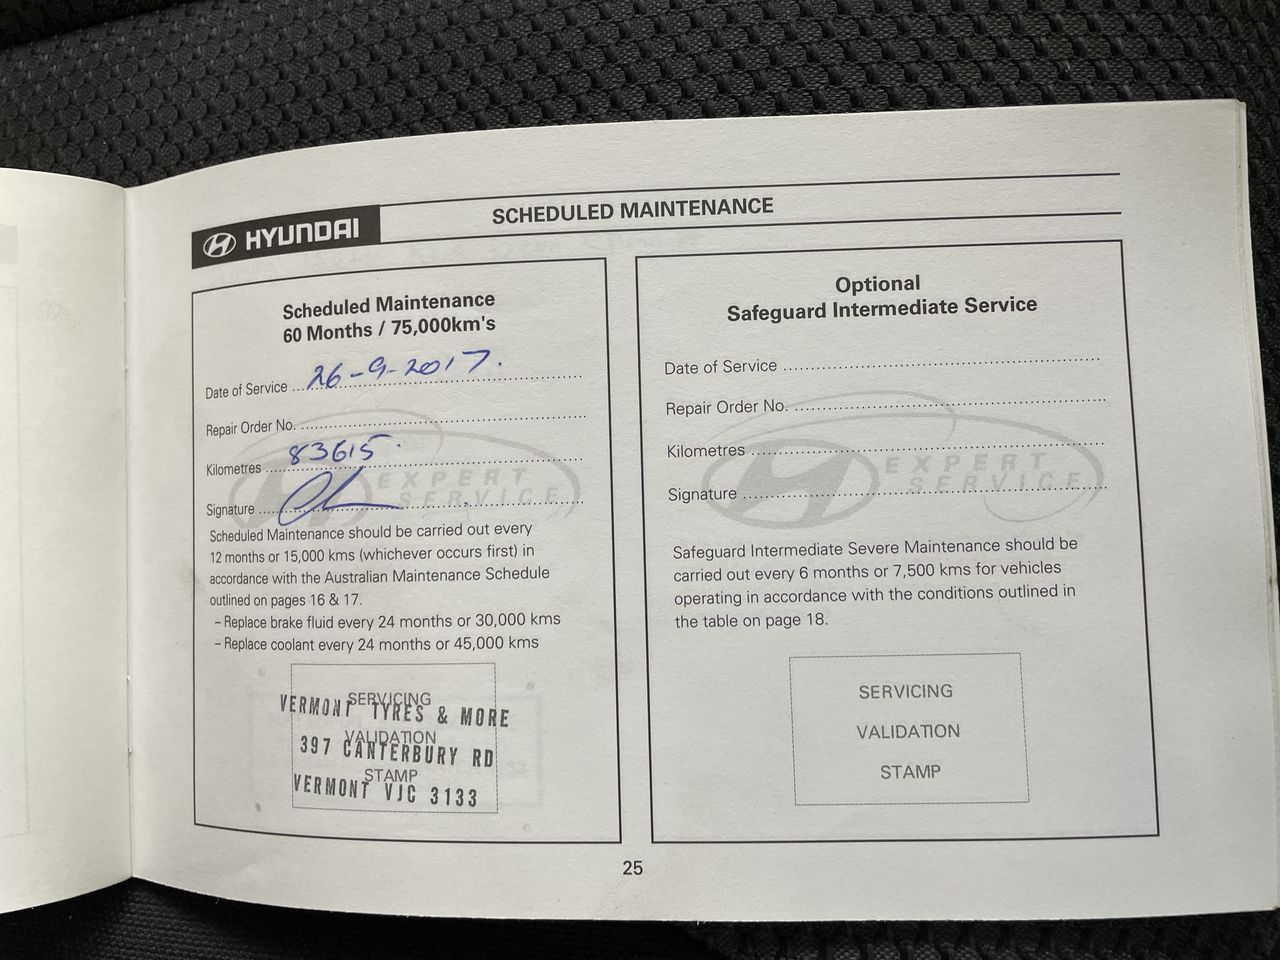 HYUNDAI
SCHEDULED MAINTENANCE
Scheduled Maintenance
60 Months / 75,000km's
Date of Service 26-9-2017.
Repair Order No.
Kilometres 83615
Signature
EXPERT
SERVICE
Scheduled Maintenance should be carried out every
12 months or 15,000 kms (whichever occurs first) in
accordance with the Australian Maintenance Schedule
outlined on pages 16 & 17.
– Replace brake fluid every 24 months or 30,000 kms
– Replace coolant every 24 months or 45,000 kms
SERVICING
VERMONT TYRES & MORE
VALIDATION
397 CANTERBURY RD
STAMP
VERMONT VIC 3133
Optional
Safeguard Intermediate Service
Date of Service
Repair Order No.
Kilometres
Signature
EXPERT
SERVICE
Safeguard Intermediate Severe Maintenance should be
carried out every 6 months or 7,500 kms for vehicles
operating in accordance with the conditions outlined in
the table on page 18.
SERVICING
VALIDATION
STAMP
25